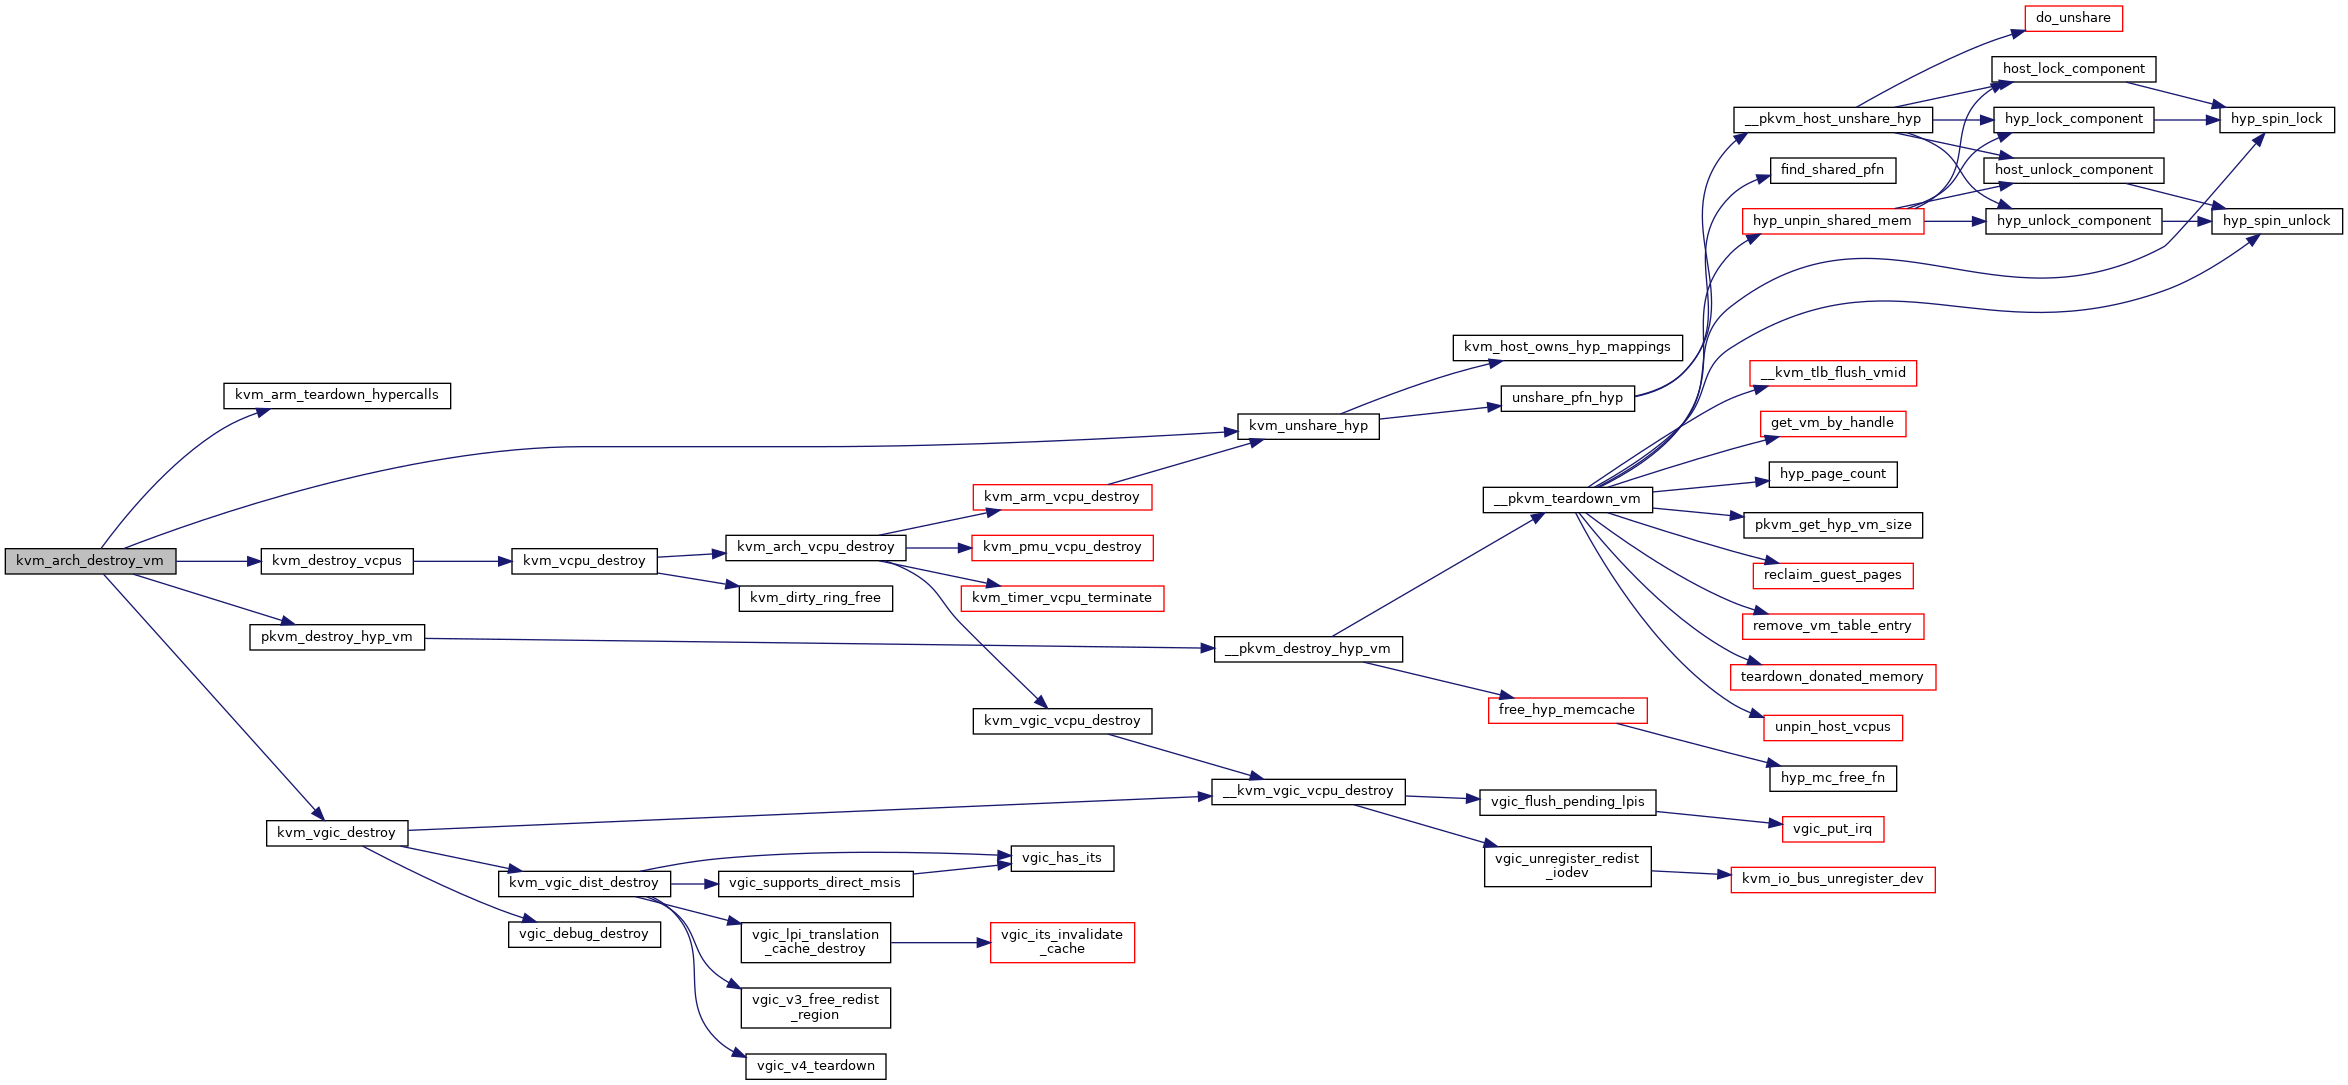 do_unshare
host_lock_component
__pkvm_host_unshare_hyp
hyp_lock_component
hyp_spin_lock
find_shared_pfn
host_unlock_component
hyp_unpin_shared_mem
hyp_unlock_component
hyp_spin_unlock
kvm_host_owns_hyp_mappings
__kvm_tlb_flush_vmid
kvm_arm_teardown_hypercalls
unshare_pfn_hyp
kvm_unshare_hyp
get_vm_by_handle
hyp_page_count
kvm_arm_vcpu_destroy
__pkvm_teardown_vm
pkvm_get_hyp_vm_size
kvm_arch_destroy_vm
kvm_destroy_vcpus
kvm_vcpu_destroy
kvm_arch_vcpu_destroy
kvm_pmu_vcpu_destroy
reclaim_guest_pages
kvm_dirty_ring_free
kvm_timer_vcpu_terminate
remove_vm_table_entry
pkvm_destroy_hyp_vm
__pkvm_destroy_hyp_vm
teardown_donated_memory
free_hyp_memcache
kvm_vgic_vcpu_destroy
unpin_host_vcpus
hyp_mc_free_fn
__kvm_vgic_vcpu_destroy
vgic_flush_pending_lpis
kvm_vgic_destroy
vgic_put_irq
vgic_has_its
vgic_unregister_redist
_iodev
kvm_vgic_dist_destroy
vgic_supports_direct_msis
kvm_io_bus_unregister_dev
vgic_debug_destroy
vgic_lpi_translation
_cache_destroy
vgic_its_invalidate
_cache
vgic_v3_free_redist
_region
vgic_v4_teardown